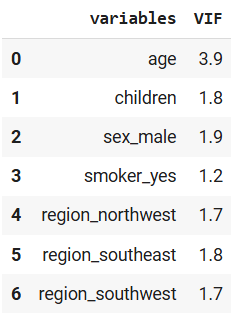 variables VIF
0 age 3.9
1 children 1.8
2 sex_male 1.9
3 smoker_yes 1.2
4 region_northwest 1.7
5 region_southeast 1.8
6 region_southwest 1.7